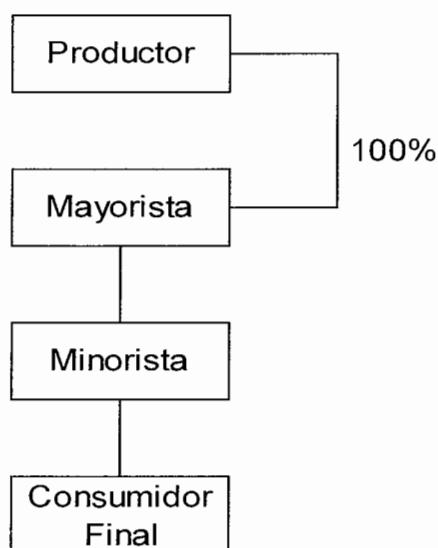 Productor
100%
Mayorista
Minorista
Consumidor
Final